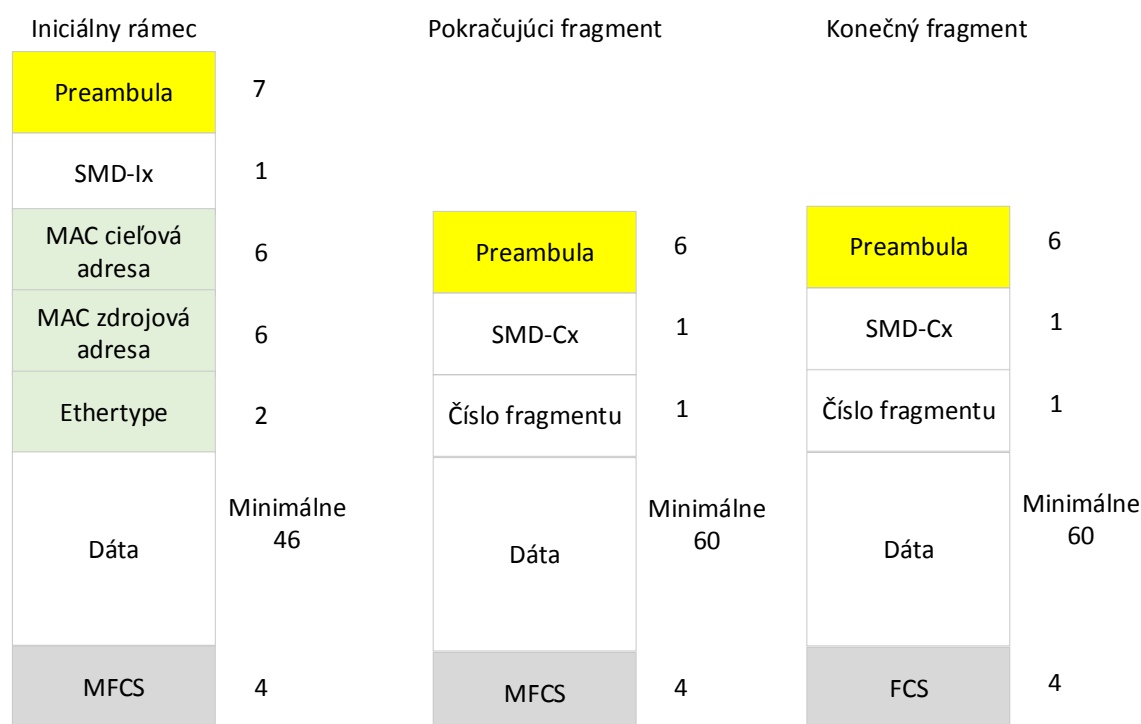 Iniciálny rámec
Preambula
7
SMD-Ix
1
MAC cieľová
adresa
6
MAC zdrojová
adresa
6
Ethertype
2
Dáta
Minimálne
46
MFCS
4
Pokračujúci fragment
Preambula
6
SMD-Cx
1
Číslo fragmentu
1
Dáta
Minimálne
60
MFCS
4
Konečný fragment
Preambula
6
SMD-Cx
1
Číslo fragmentu
1
Dáta
Minimálne
60
FCS
4